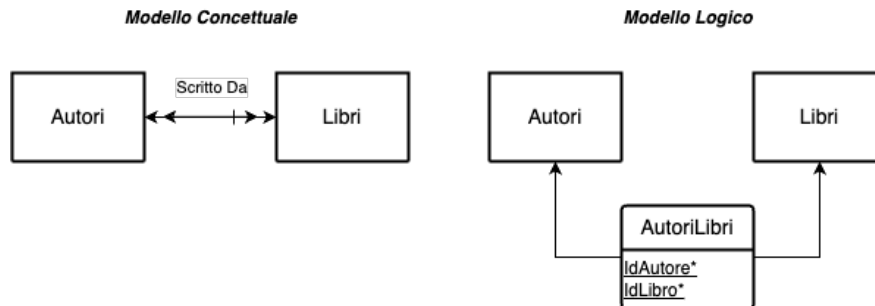 Modello Concettuale
Autori
Scritto Da
Libri
Modello Logico
Autori
Libri
AutoriLibri
IdAutore*
IdLibro*